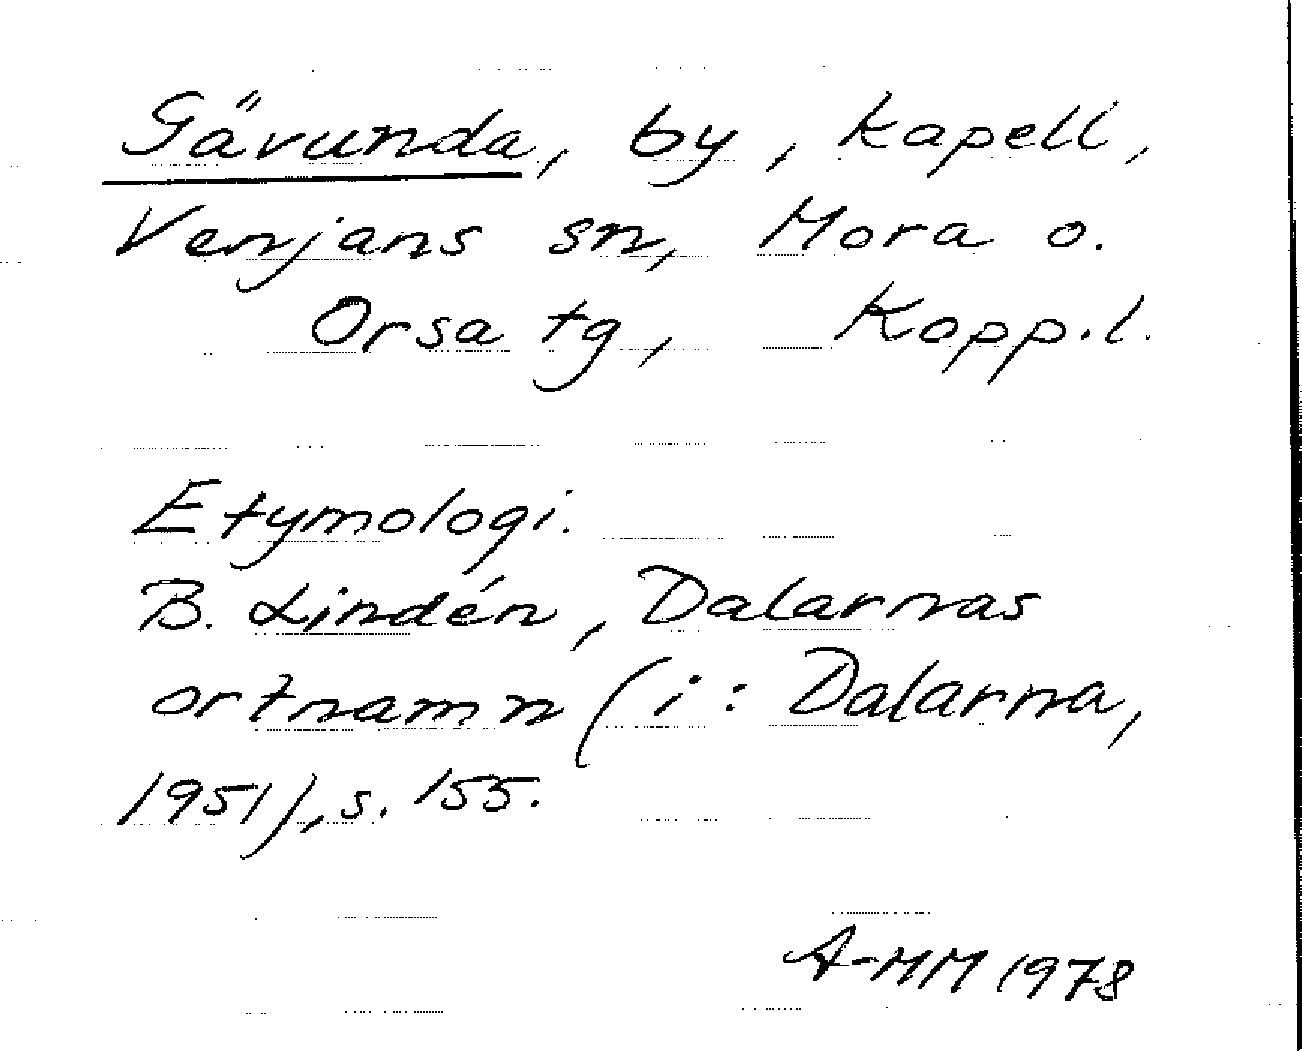 Gävunda, by, kapell,
Venjans sn, Mora o.
Orsa tg, Kopp.l.
Etymologi.
B. Lindén, Dalarnas
ortnamn (i: Dalarna,
1951), s. 155.
A-MM 1978